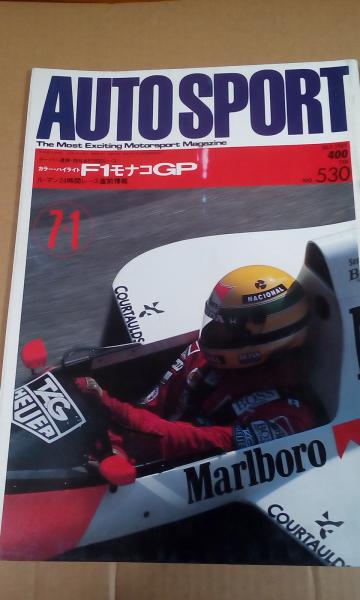 AUTO SPORT
The Most Exciting Motorsport Magazine
カラー・ハイライト F1モナコGP
ル・マン24時間レース直前情報
400
NO. 530
7/1
NATIONAL
COURTAULDS
BOSS
TAG
HEUER
Marlboro
COURTAULDS